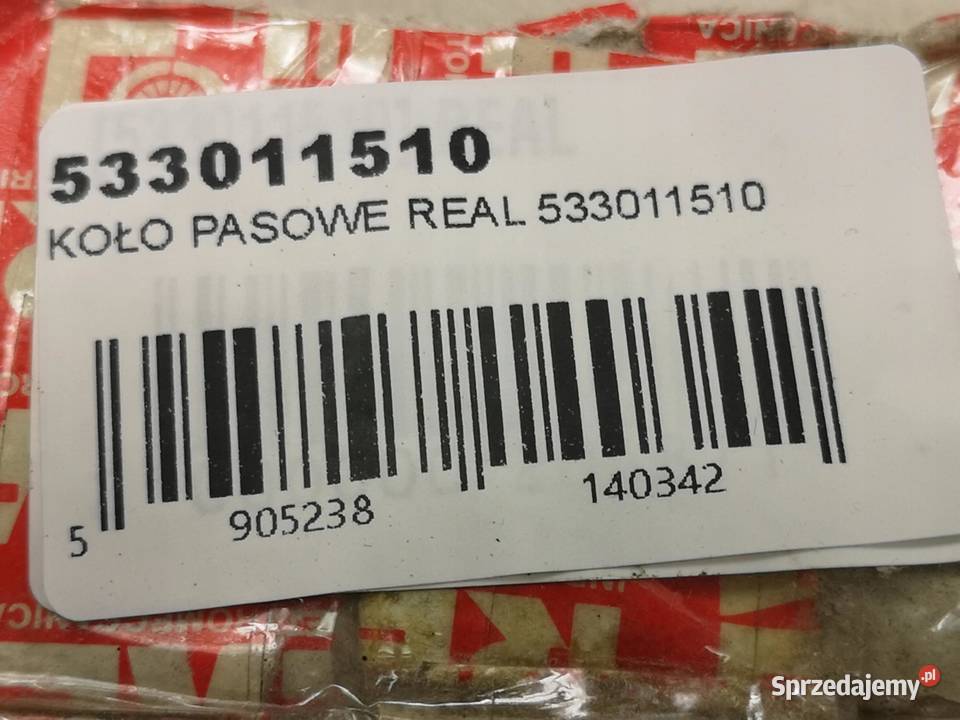 533011510
KOŁO PASOWE REAL 533011510
5 905238 140342
Sprzedajemy.pl